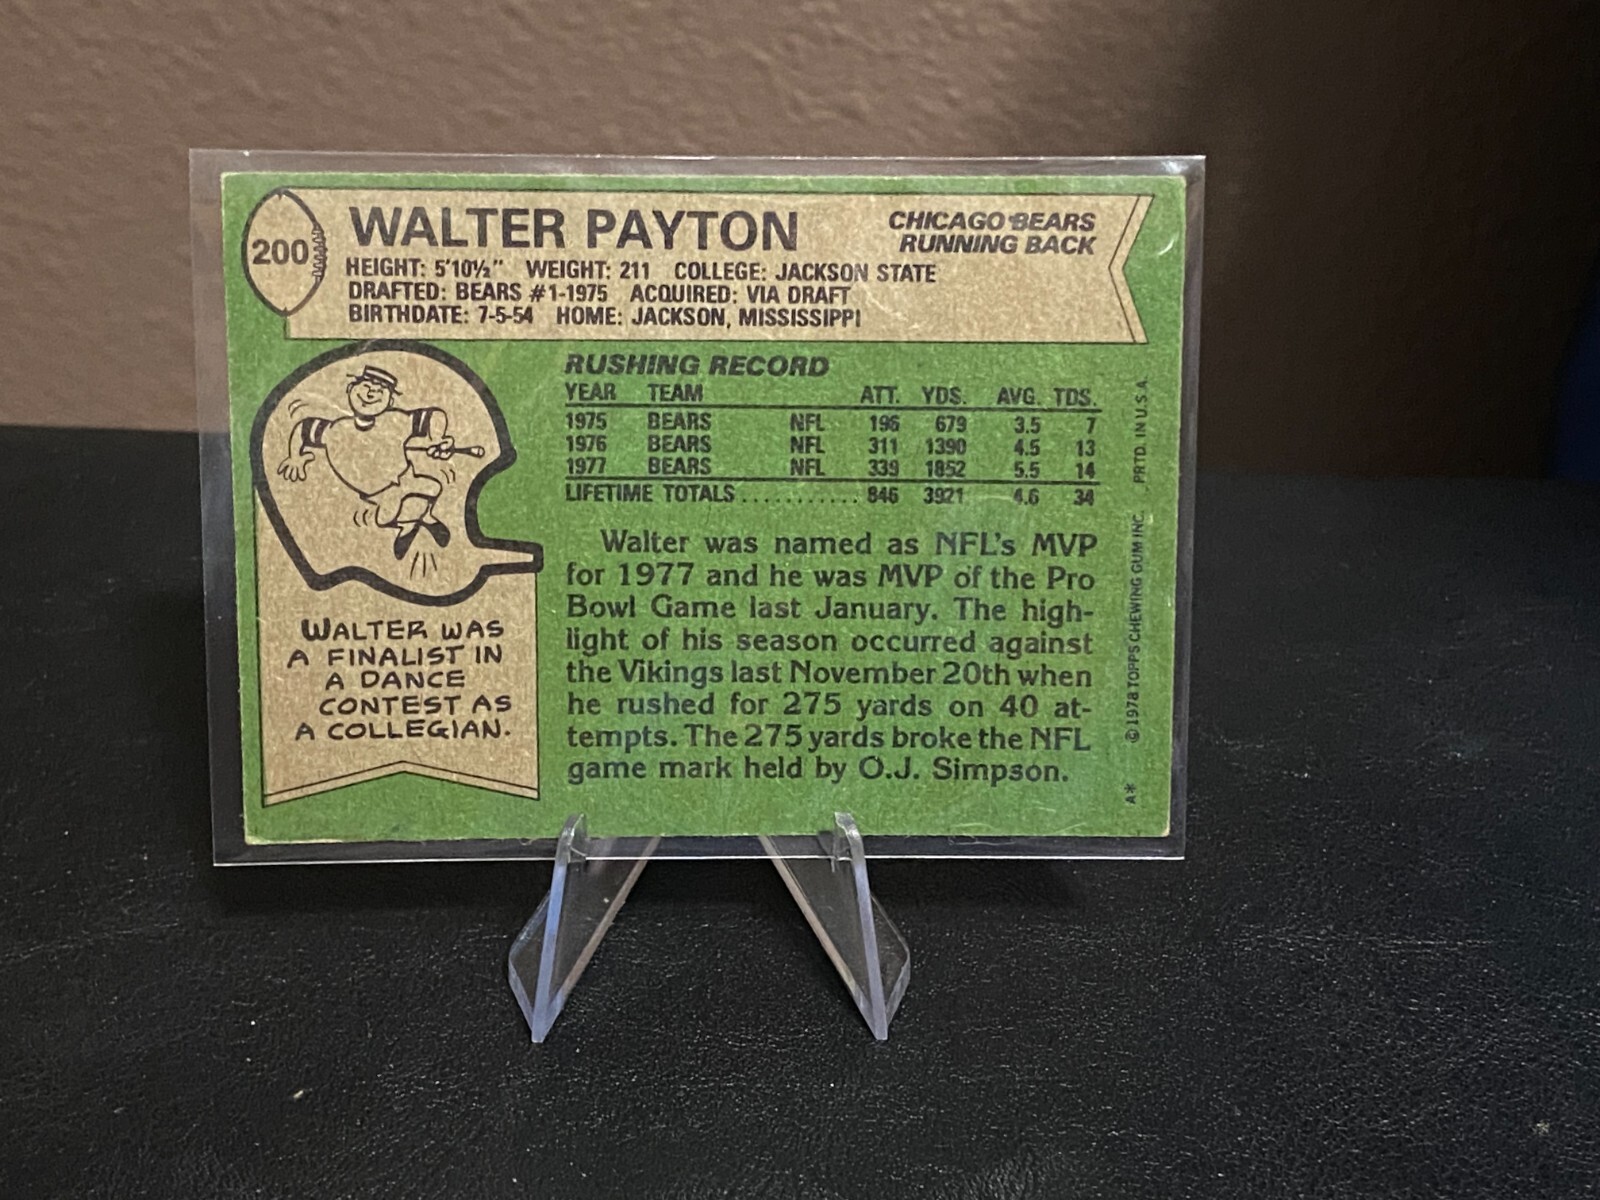 200
WALTER PAYTON
CHICAGO BEARS
RUNNING BACK
HEIGHT: 5'10½" WEIGHT: 211 COLLEGE: JACKSON STATE
DRAFTED: BEARS #1-1975 ACQUIRED: VIA DRAFT
BIRTHDATE: 7-5-54 HOME: JACKSON, MISSISSIPPI
RUSHING RECORD
YEAR TEAM ATT. YDS. AVG. TDS.
1975 BEARS NFL 196 679 3.5 7
1976 BEARS NFL 311 1390 4.5 13
1977 BEARS NFL 339 1852 5.5 14
LIFETIME TOTALS........... 846 3921 4.6 34
Walter was named as NFL's MVP
for 1977 and he was MVP of the Pro
Bowl Game last January. The high-
light of his season occurred against
the Vikings last November 20th when
he rushed for 275 yards on 40 at-
tempts. The 275 yards broke the NFL
game mark held by O.J. Simpson.
WALTER WAS
A FINALIST IN
A DANCE
CONTEST AS
A COLLEGIAN.
A* ©1978 TOPPS CHEWING GUM INC. PRTD. IN U.S.A.